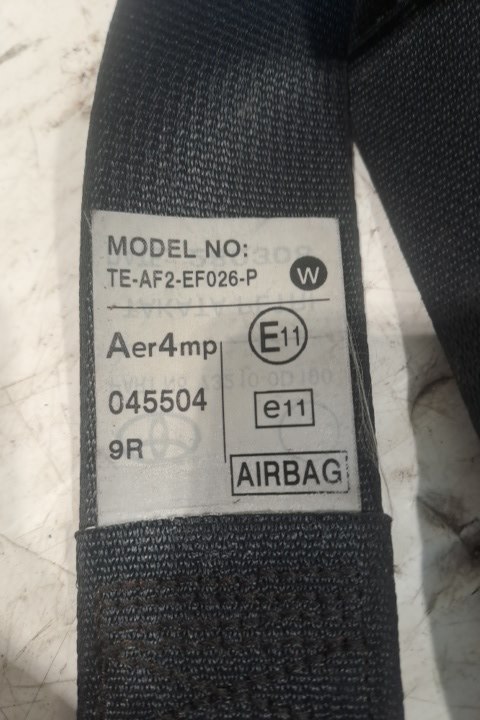 MODEL NO:
TE-AF2-EF026-P W
Aer4mp E11
045504 e11
9R
AIRBAG